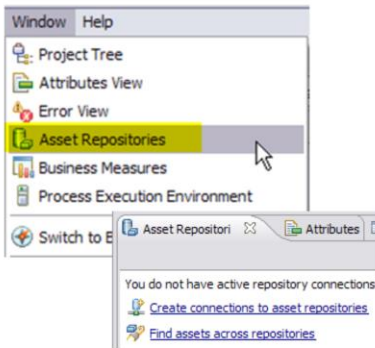 Window Help
Project Tree
Attributes View
Error View
Asset Repositories
Business Measures
Process Execution Environment
Switch to
Asset Repositori Attributes
You do not have active repository connections
Create connections to asset repositories
Find assets across repositories